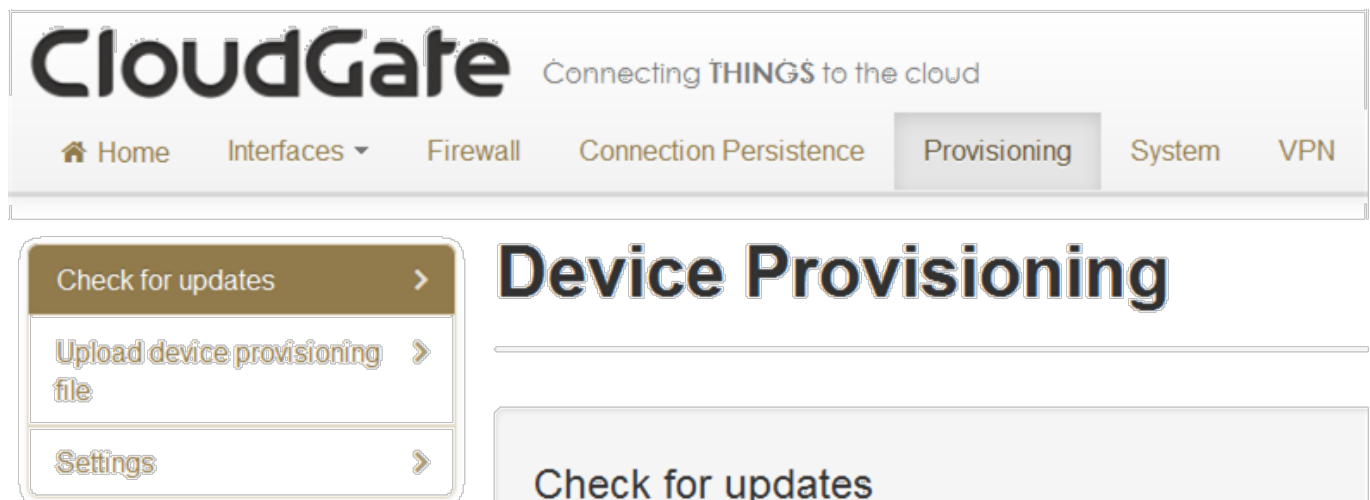 CloudGate Connecting THINGS to the cloud
Home Interfaces Firewall Connection Persistence Provisioning System VPN
Check for updates
Upload device provisioning
file
Settings
Device Provisioning
Check for updates